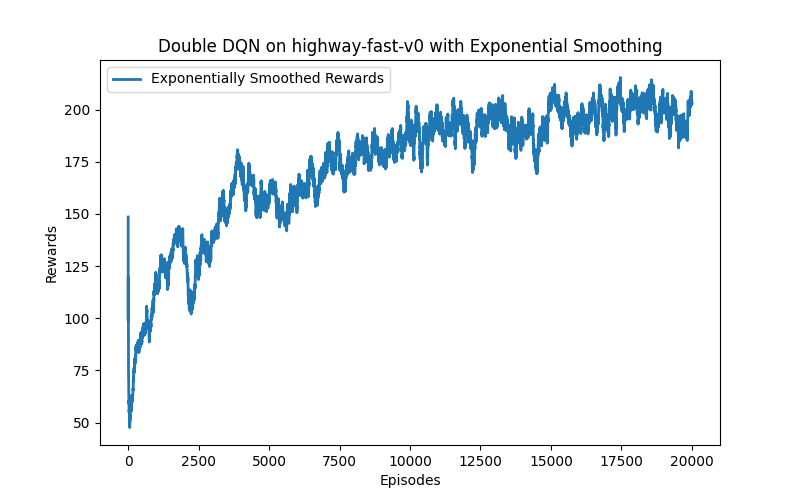 Double DQN on highway-fast-v0 with Exponential Smoothing
Exponentially Smoothed Rewards
200
175
150
125
100
75
50
Rewards
0 2500 5000 7500 10000 12500 15000 17500 20000
Episodes